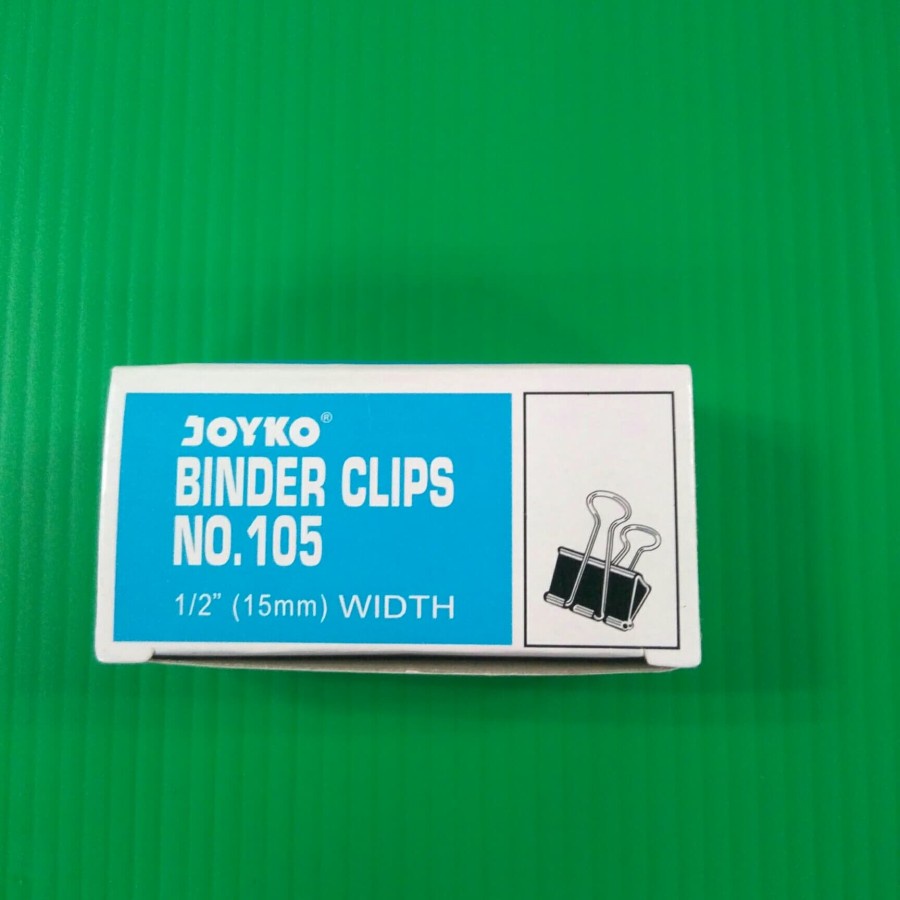 JOYKO®
BINDER CLIPS
NO.105
1/2” (15mm) WIDTH